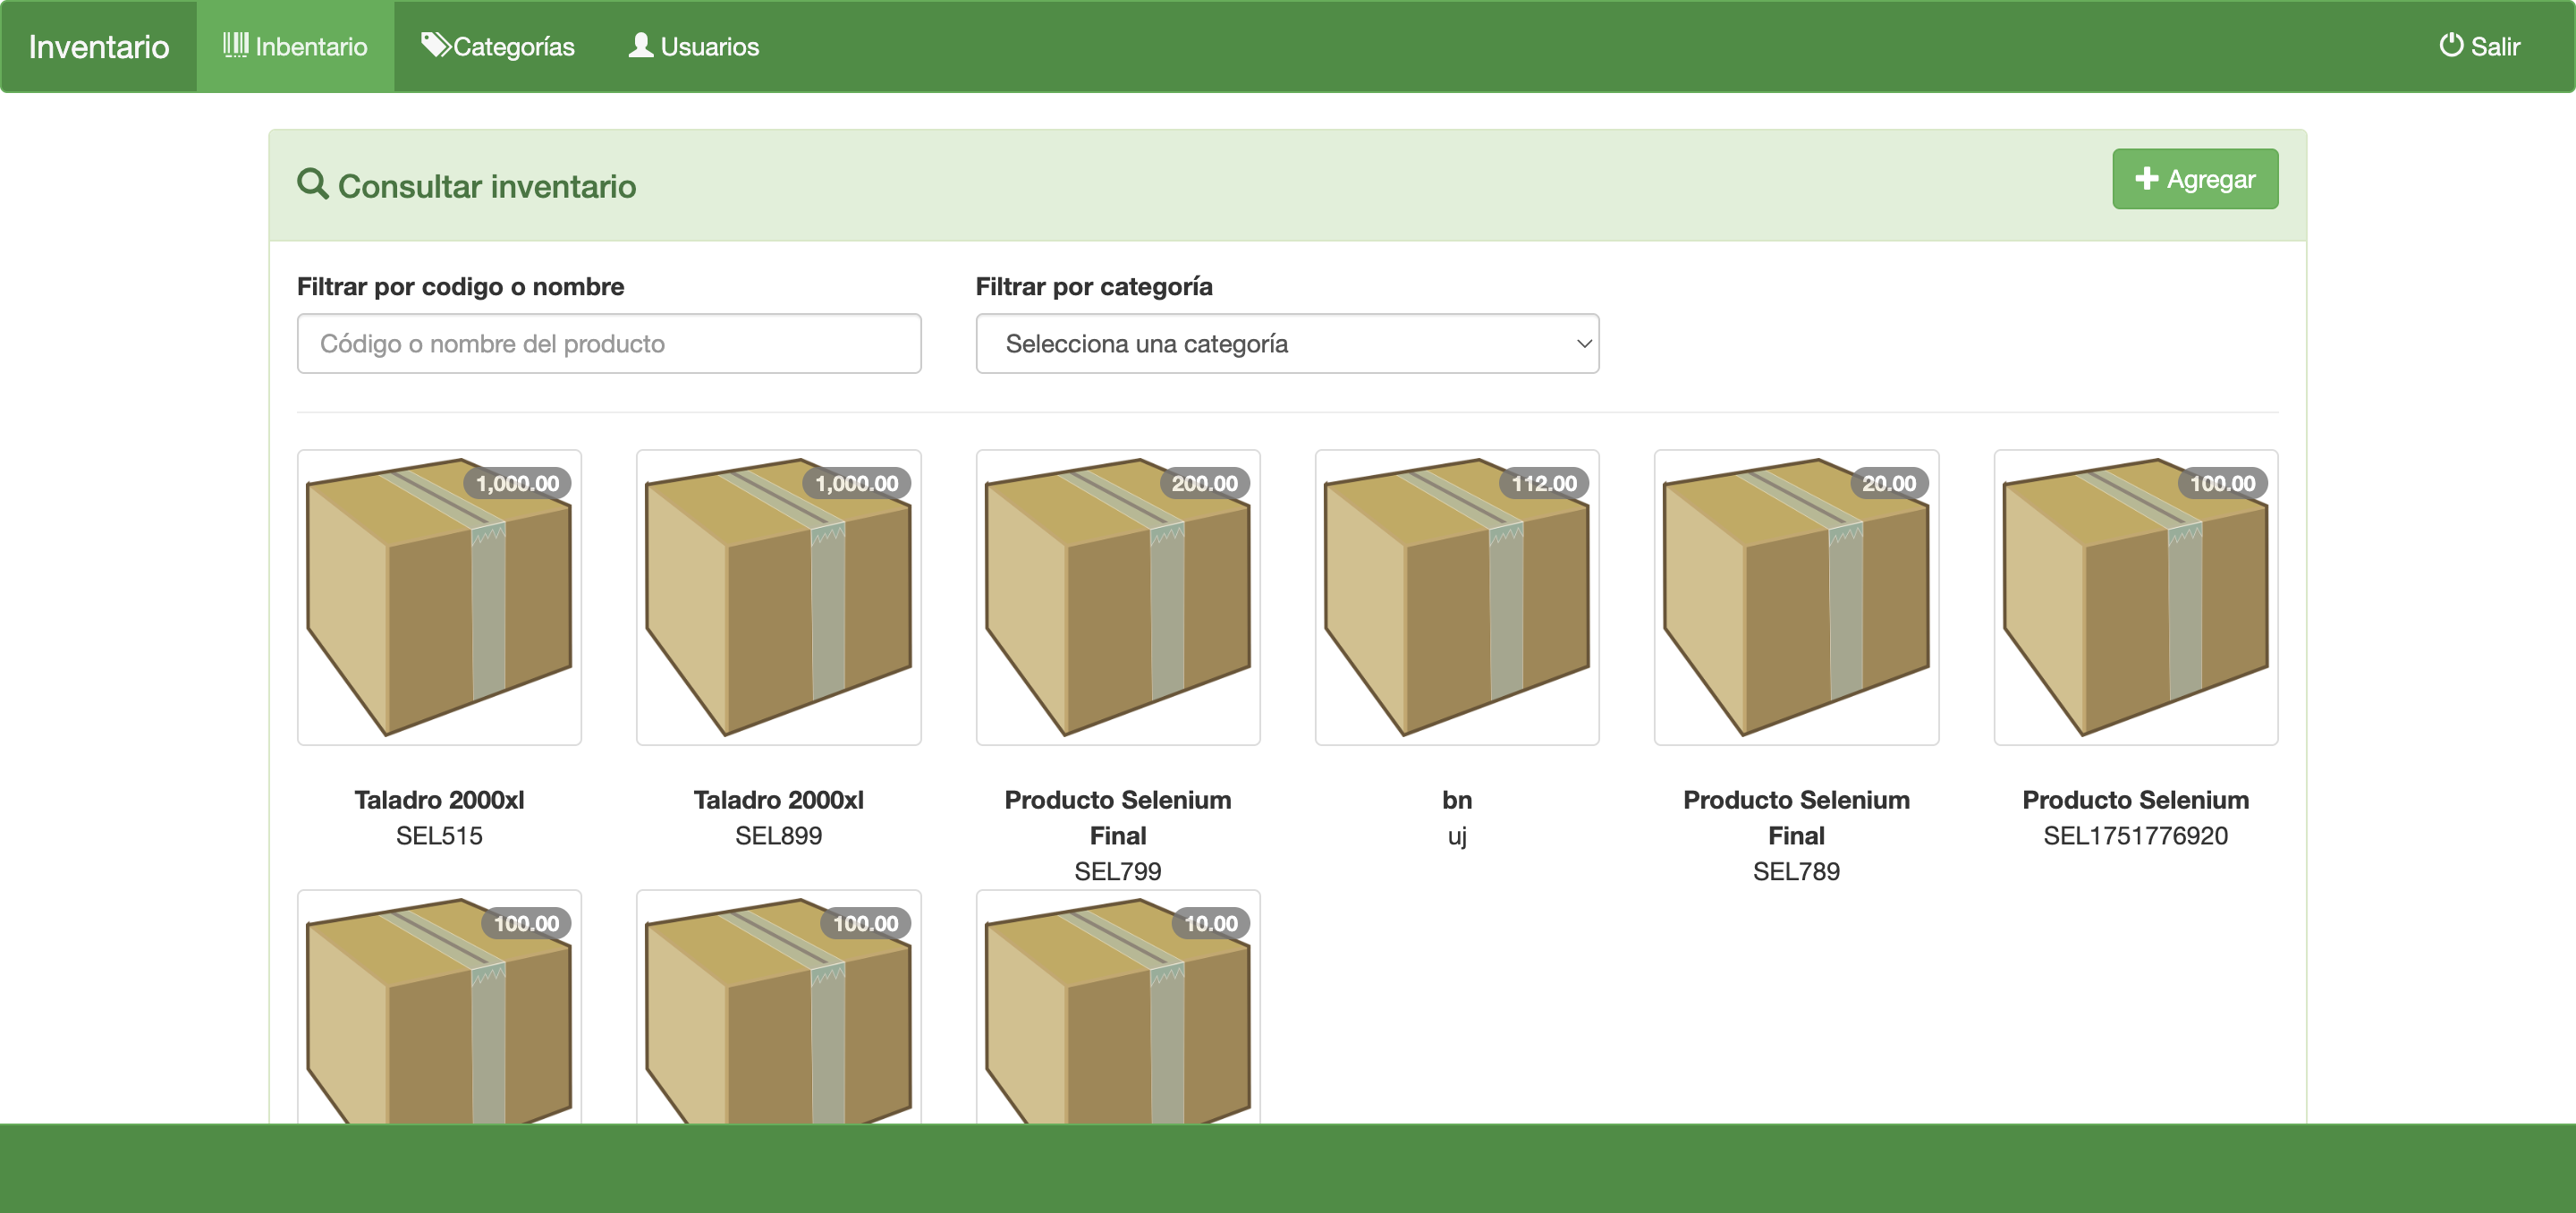 Inventario
Inbentario
Categorías
Usuarios
Salir
Consultar inventario
Agregar
Filtrar por codigo o nombre
Filtrar por categoría
Código o nombre del producto
Selecciona una categoría
1,000.00
1,000.00
200.00
112.00
20.00
100.00
Taladro 2000xl
SEL515
Taladro 2000xl
SEL899
Producto Selenium
Final
SEL799
bn
uj
Producto Selenium
Final
SEL789
Producto Selenium
SEL1751776920
100.00
100.00
10.00